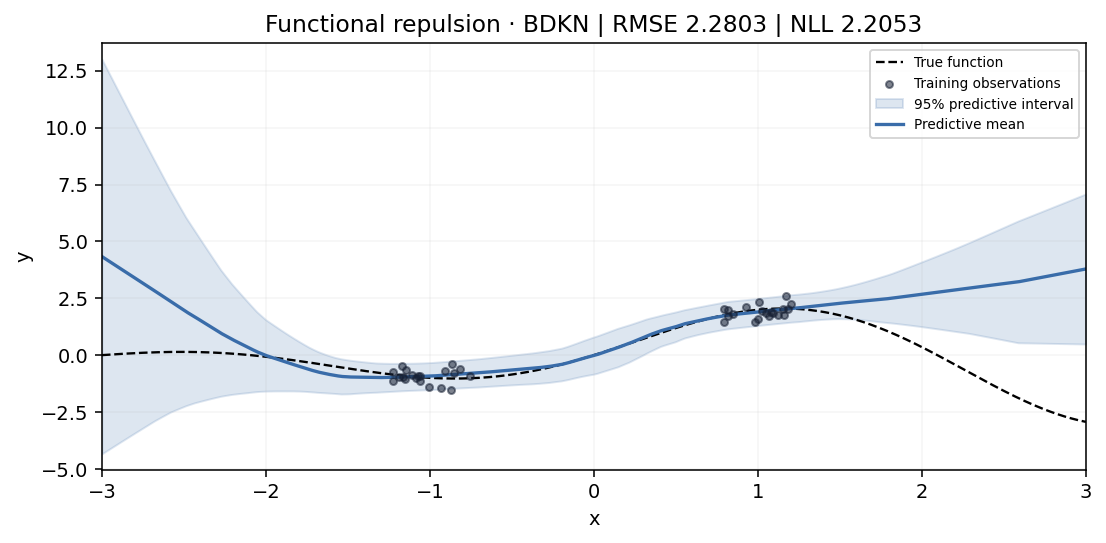 Functional repulsion · BDKN | RMSE 2.2803 | NLL 2.2053
True function
Training observations
95% predictive interval
Predictive mean
12.5
10.0
7.5
5.0
2.5
0.0
−2.5
−5.0
y
−3 −2 −1 0 1 2 3
x